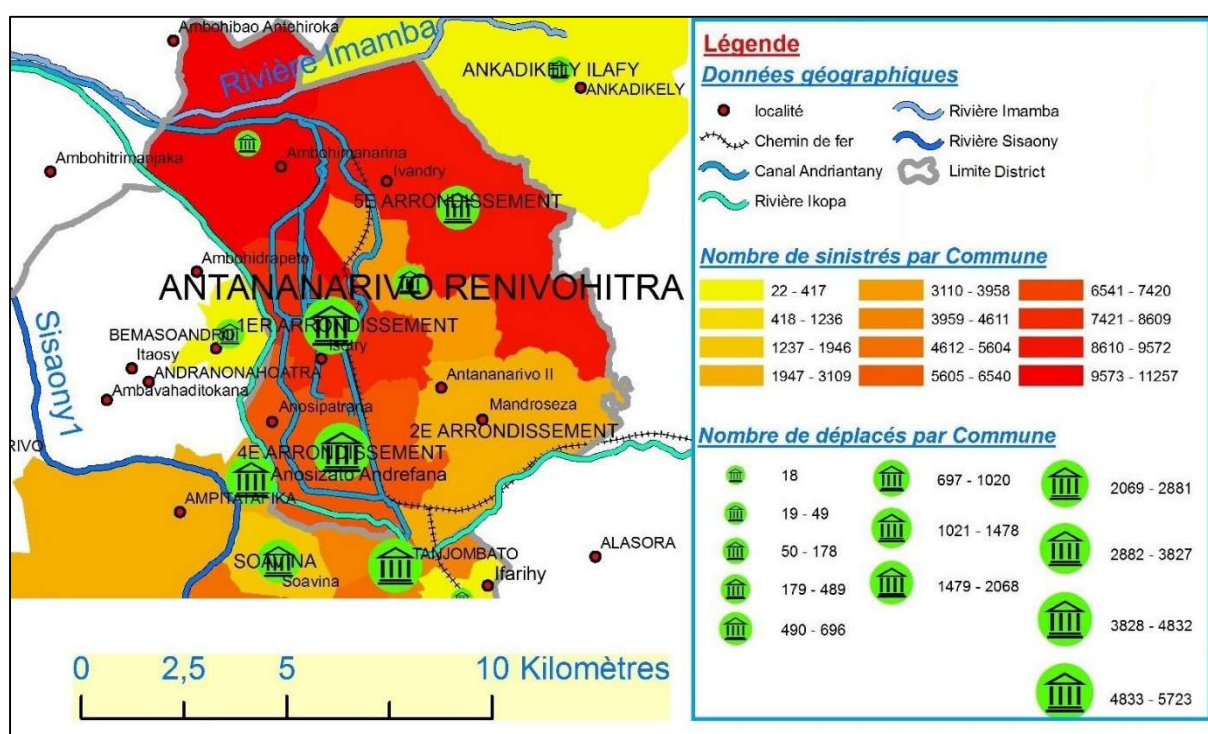 Ambohibao Antehiroka
Rivière Imamba
ANKADIKELY ILAFY
ANKADIKELY
Ambohitrimanjaka
Ambohimanarina
Ivandry
5E ARRONDISSEMENT
Ambohidrapeto
ANTANANARIVO RENIVOHITRA
1ER ARRONDISSEMENT
BEMASOANDRO
Itaosy
ANDRANONAHOATRA
Ambavahaditokana
Sisaony1
Isotry
Antananarivo II
Mandroseza
2E ARRONDISSEMENT
Anosipatrana
4E ARRONDISSEMENT
Anosizato Andrefana
RIVO
AMPITATAFIKA
SOAVINA
Soavina
TANJOMBATO
Ifarihy
ALASORA
0 2,5 5 10 Kilomètres
Légende
Données géographiques
localité
Chemin de fer
Canal Andriantany
Rivière Ikopa
Rivière Imamba
Rivière Sisaony
Limite District
Nombre de sinistrés par Commune
22 - 417
418 - 1236
1237 - 1946
1947 - 3109
3110 - 3958
3959 - 4611
4612 - 5604
5605 - 6540
6541 - 7420
7421 - 8609
8610 - 9572
9573 - 11257
Nombre de déplacés par Commune
18
19 - 49
50 - 178
179 - 489
490 - 696
697 - 1020
1021 - 1478
1479 - 2068
2069 - 2881
2882 - 3827
3828 - 4832
4833 - 5723